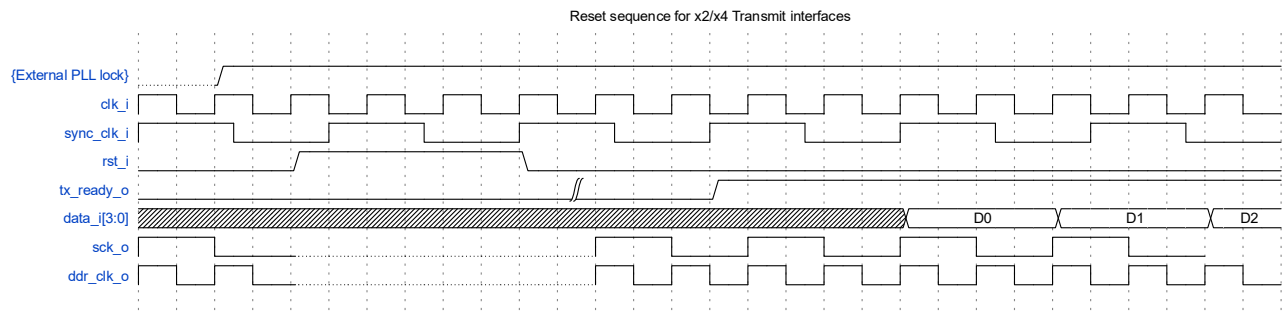 Reset sequence for x2/x4 Transmit interfaces
{External PLL lock}
clk_i
sync_clk_i
rst_i
tx_ready_o
data_i[3:0] D0 D1 D2
sck_o
ddr_clk_o